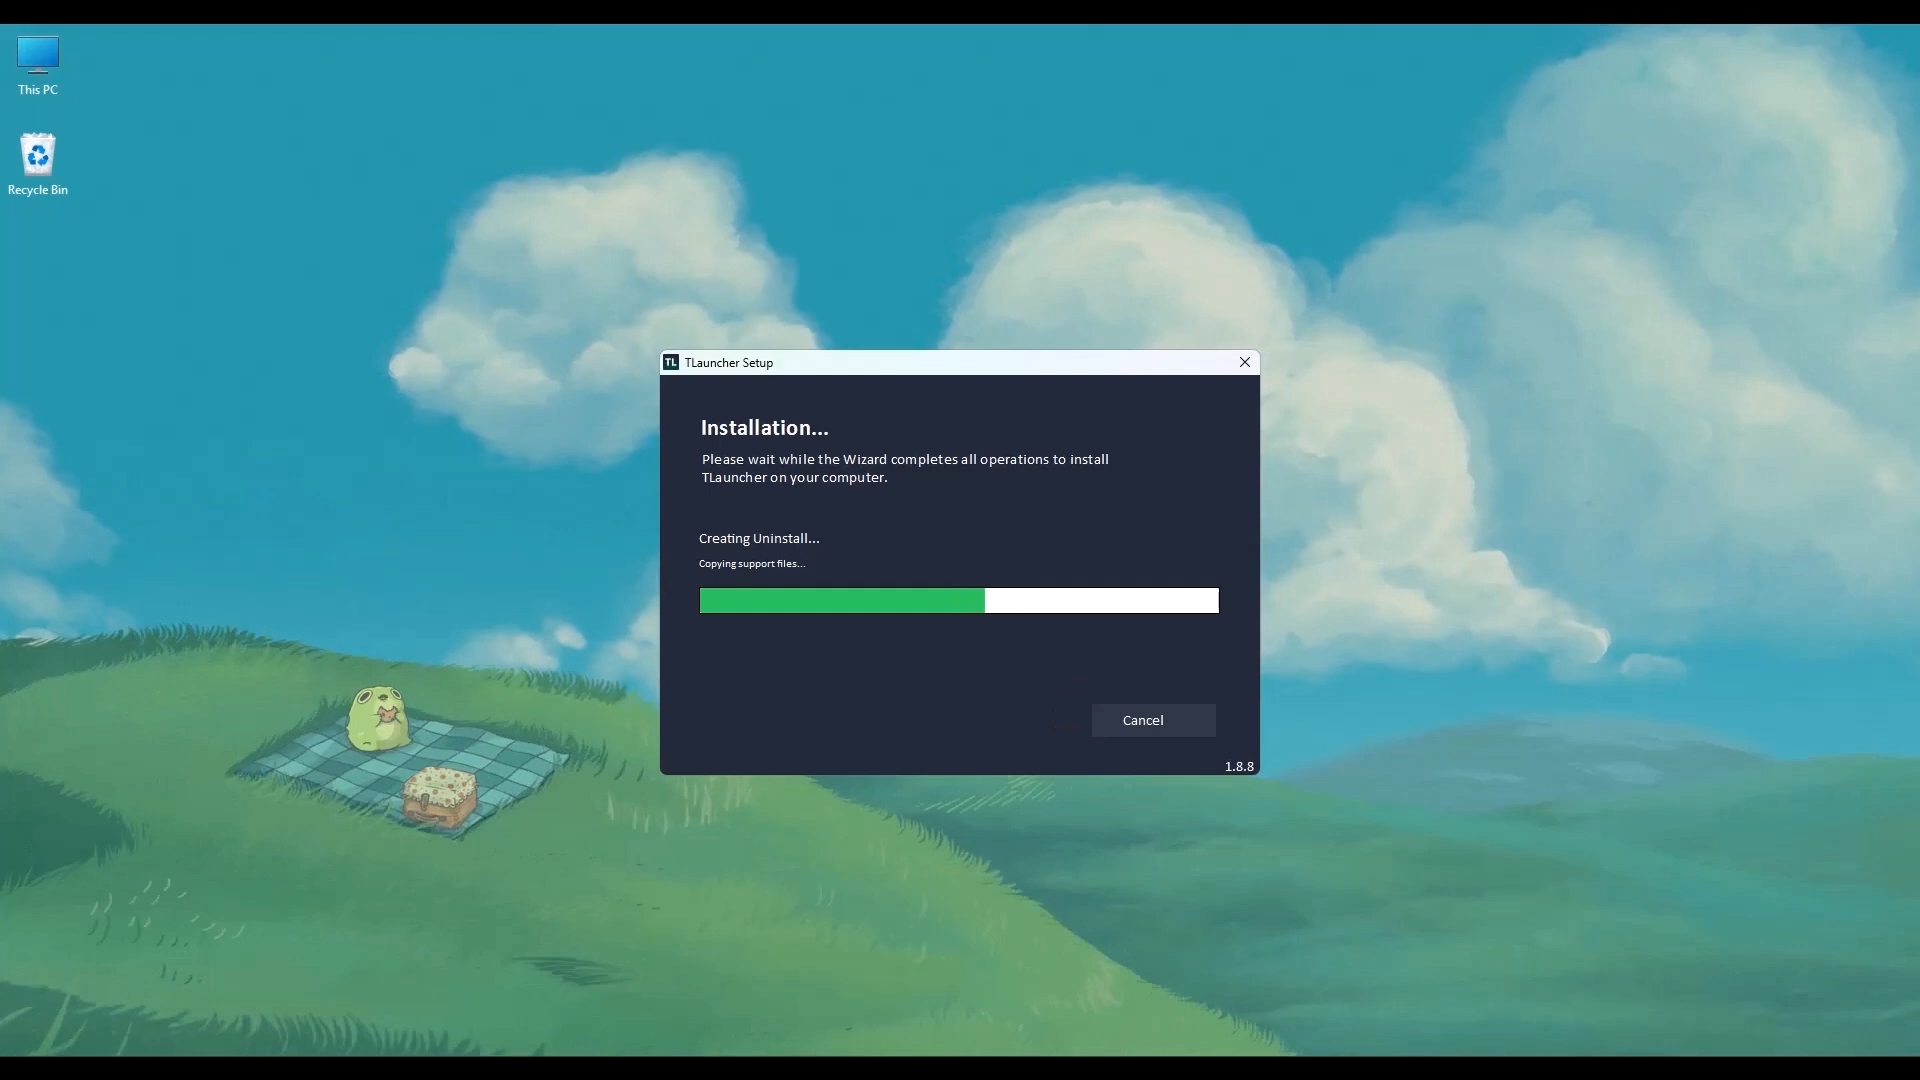 This PC
Recycle Bin
TL TLauncher Setup
Installation...
Please wait while the Wizard completes all operations to install
TLauncher on your computer.
Creating Uninstall...
Copying support files...
Cancel
1.8.8